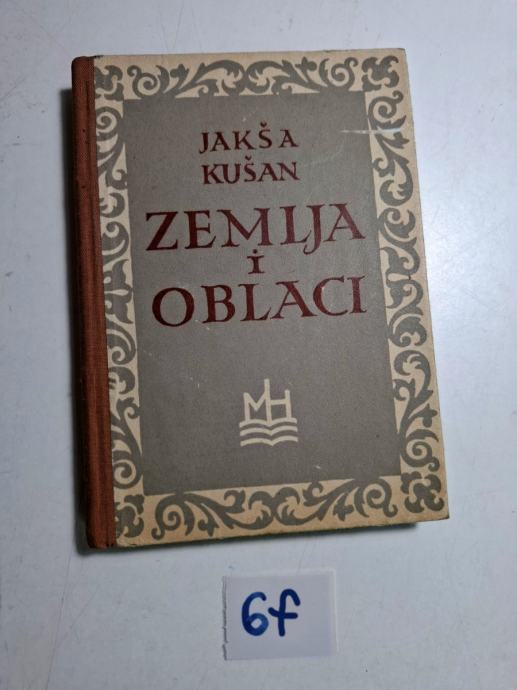 JAKŠA
KUŠAN
ZEMLJA
i
OBLACI
MH
6f